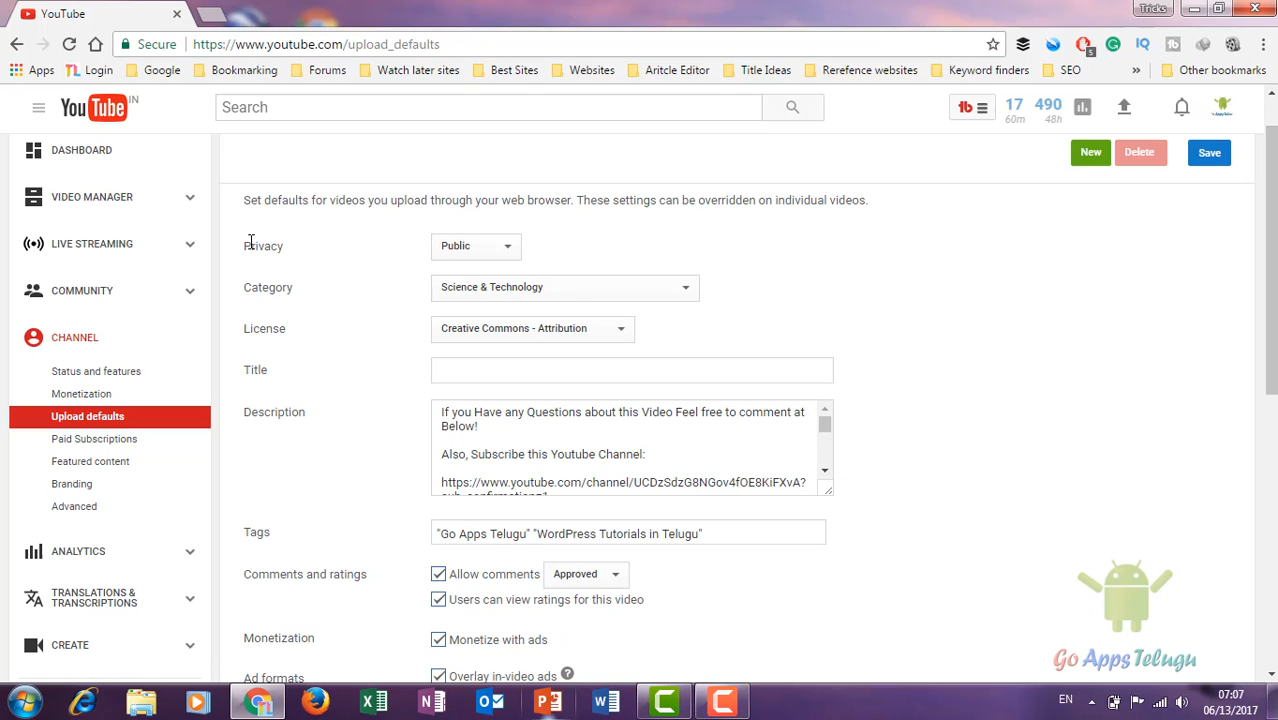 YouTube
Tricks
Secure https://www.youtube.com/upload_defaults
5
Apps Login Google Bookmarking Forums Watch later sites Best Sites Websites Aritcle Editor Title Ideas Rerefence websites Keyword finders SEO » Other bookmarks
YouTube IN Search 17 60m 490 48h
DASHBOARD
VIDEO MANAGER
LIVE STREAMING
COMMUNITY
CHANNEL
Status and features
Monetization
Upload defaults
Paid Subscriptions
Featured content
Branding
Advanced
ANALYTICS
TRANSLATIONS &
TRANSCRIPTIONS
CREATE
New Delete Save
Set defaults for videos you upload through your web browser. These settings can be overridden on individual videos.
Privacy Public
Category Science & Technology
License Creative Commons - Attribution
Title
Description If you Have any Questions about this Video Feel free to comment at
Below!
Also, Subscribe this Youtube Channel:
https://www.youtube.com/channel/UCDzSdzG8NGov4fOE8KiFXvA?
Tags "Go Apps Telugu" "WordPress Tutorials in Telugu"
Comments and ratings Allow comments Approved
Users can view ratings for this video
Monetization Monetize with ads
Ad formats Overlay in-video ads ?
Go Apps Telugu
EN 07:07
06/13/2017